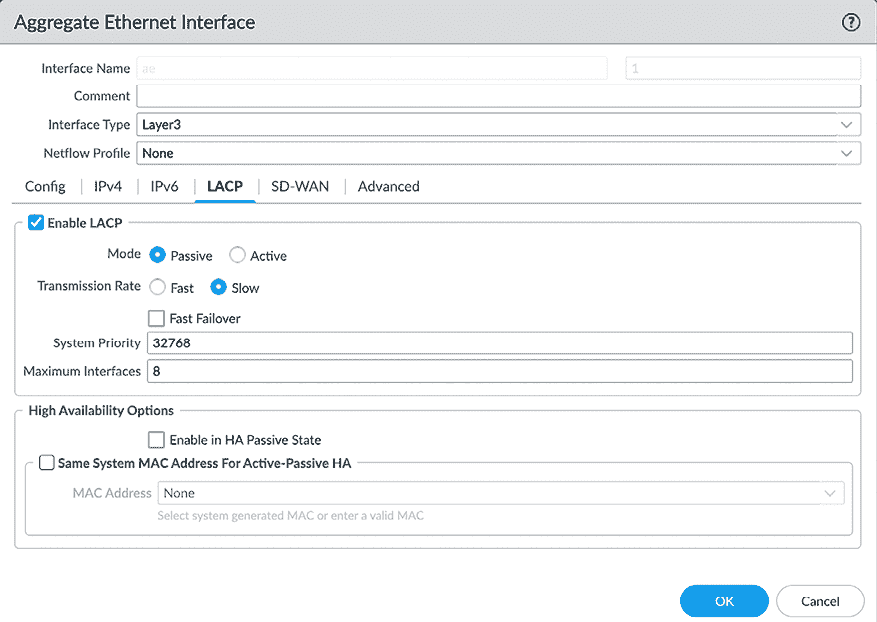 Aggregate Ethernet Interface ?
Interface Name ae 1
Comment
Interface Type Layer3
Netflow Profile None
Config IPv4 IPv6 LACP SD-WAN Advanced
Enable LACP
Mode Passive Active
Transmission Rate Fast Slow
Fast Failover
System Priority 32768
Maximum Interfaces 8
High Availability Options
Enable in HA Passive State
Same System MAC Address For Active-Passive HA
MAC Address None
Select system generated MAC or enter a valid MAC
OK Cancel